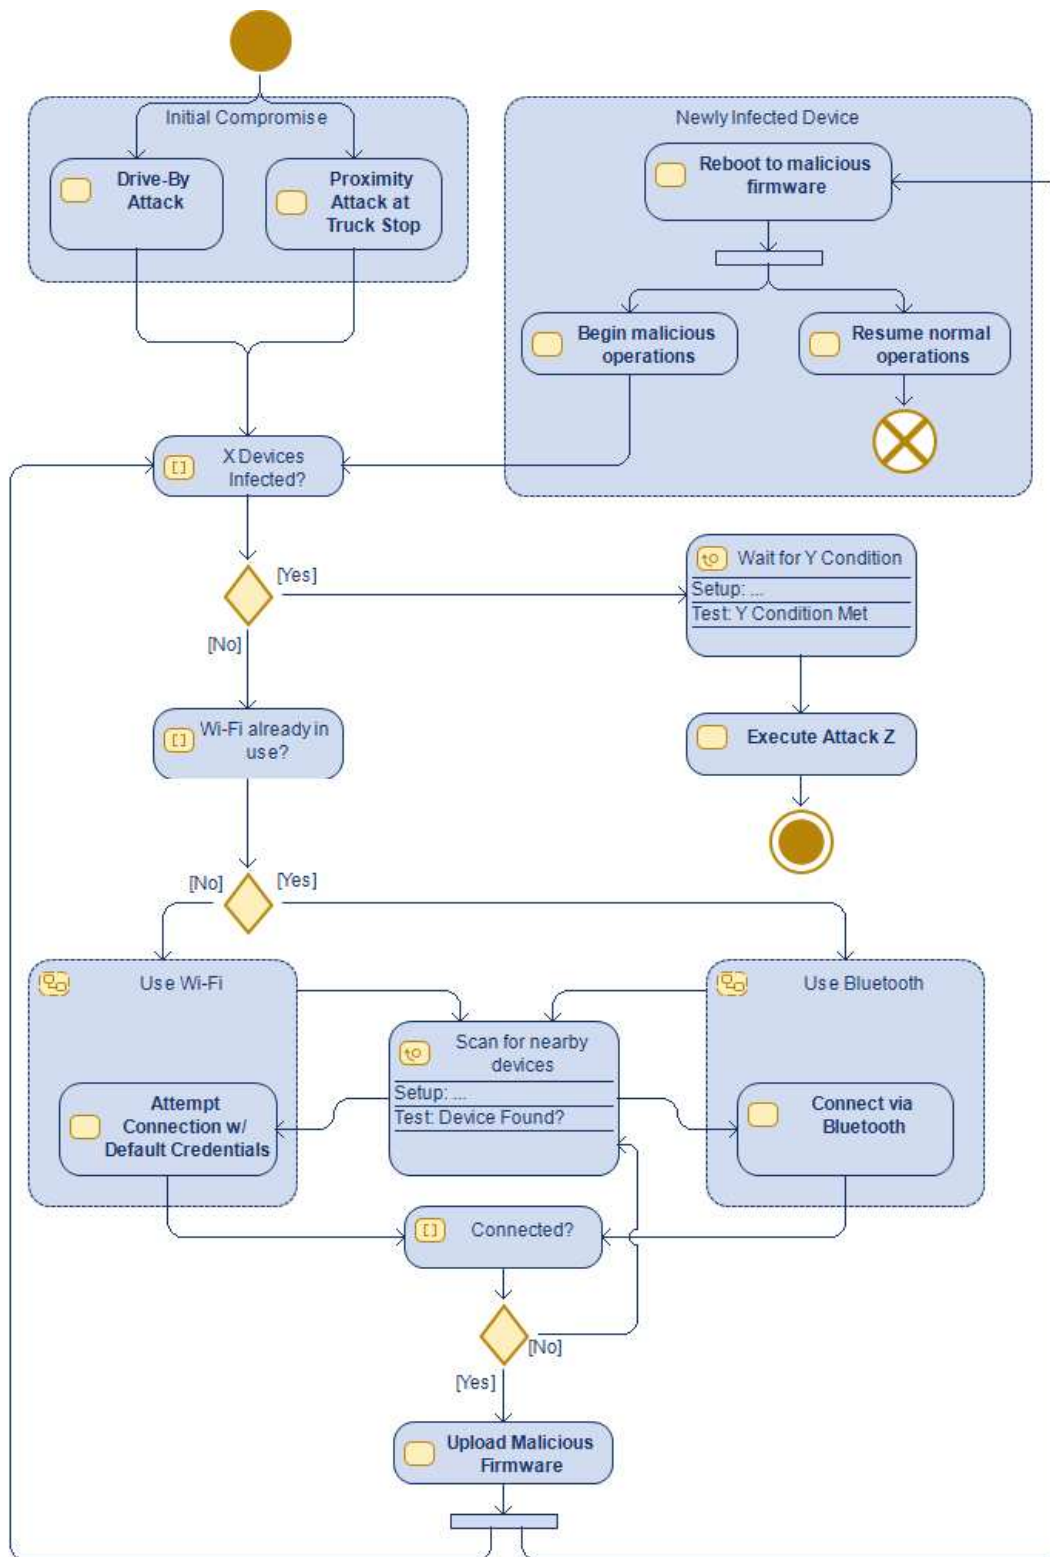 Initial Compromise
Drive-By
Attack
Proximity
Attack at
Truck Stop
Newly Infected Device
Reboot to malicious
firmware
Begin malicious
operations
Resume normal
operations
X Devices
Infected?
[Yes]
[No]
Wait for Y Condition
Setup: ...
Test: Y Condition Met
Wi-Fi already in
use?
Execute Attack Z
[No]
[Yes]
Use Wi-Fi
Use Bluetooth
Scan for nearby
devices
Setup: ...
Test: Device Found?
Attempt
Connection w/
Default Credentials
Connect via
Bluetooth
Connected?
[No]
[Yes]
Upload Malicious
Firmware